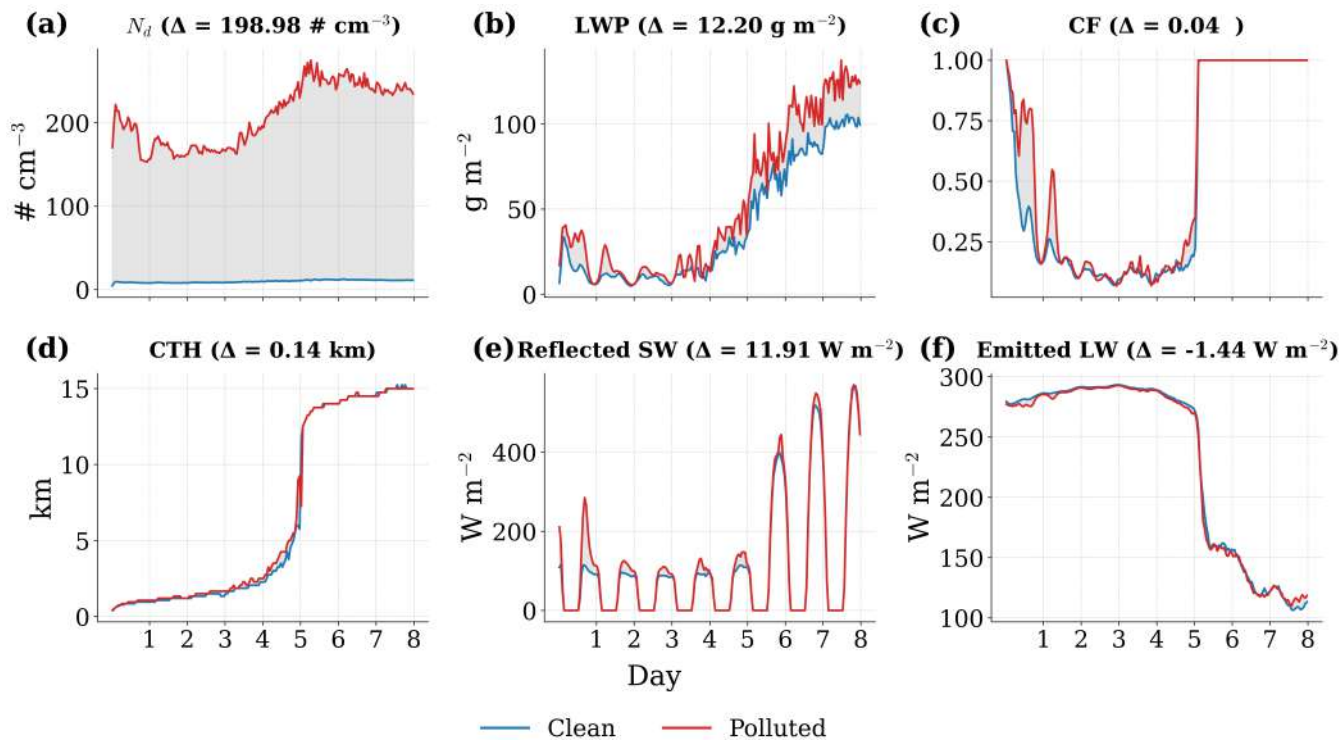 (a) N_d (Δ = 198.98 # cm⁻³)
(b) LWP (Δ = 12.20 g m⁻²)
(c) CF (Δ = 0.04 )
# cm⁻³
200
100
0
g m⁻²
100
50
0
1.00
0.75
0.50
0.25
(d) CTH (Δ = 0.14 km)
(e) Reflected SW (Δ = 11.91 W m⁻²)
(f) Emitted LW (Δ = -1.44 W m⁻²)
km
15
10
5
0
1 2 3 4 5 6 7 8
W m⁻²
400
200
0
1 2 3 4 5 6 7 8
W m⁻²
300
250
200
150
100
1 2 3 4 5 6 7 8
Day
Clean Polluted